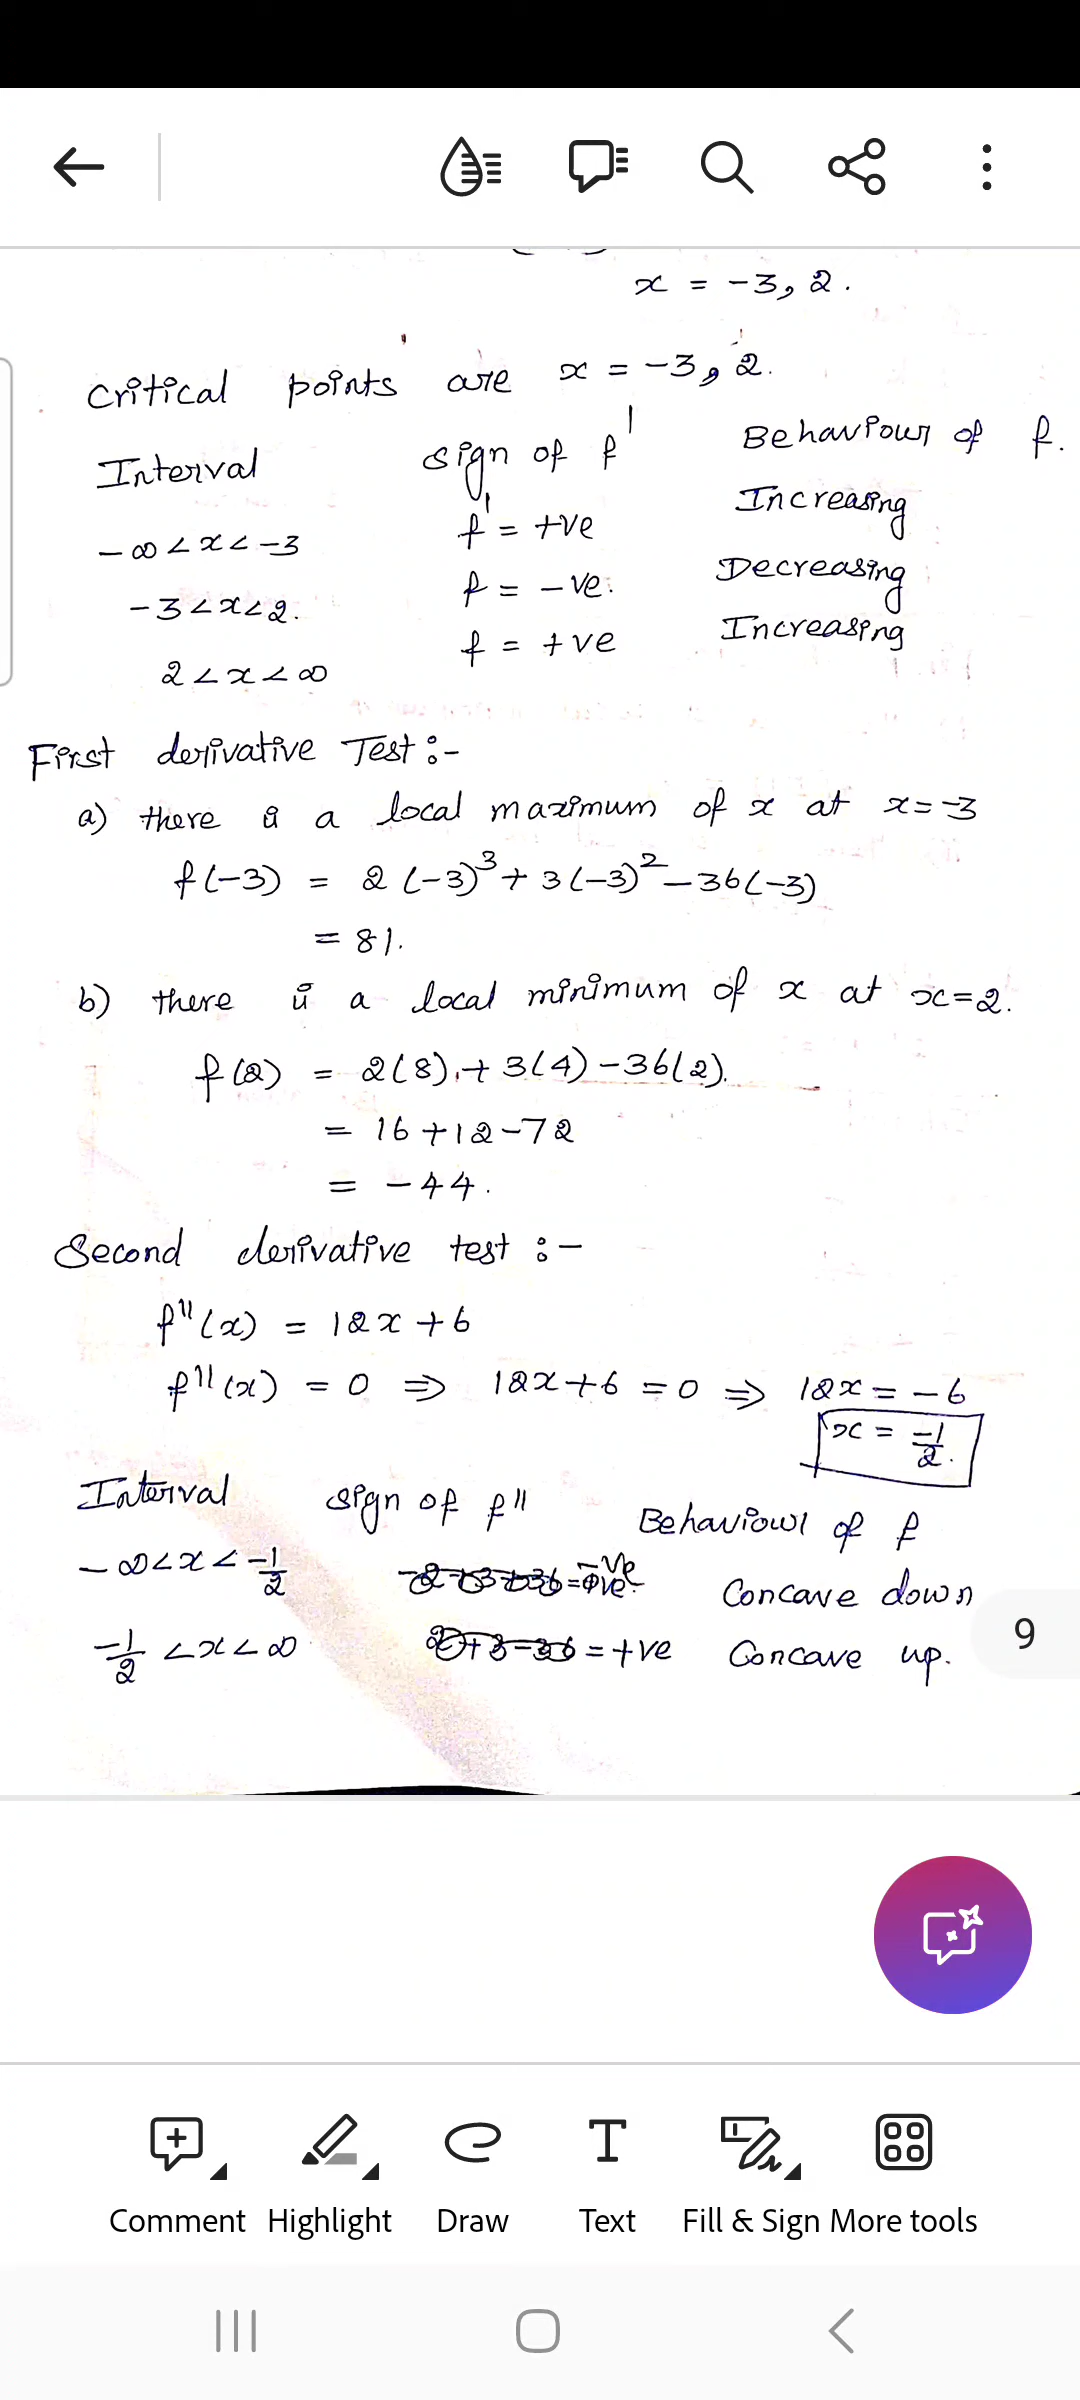 x = -3, 2.
Critical points are x = -3, 2.
Interval sign of f' Behaviour of f.
-∞ < x < -3 f' = +ve Increasing
-3 < x < 2. f = -ve. Decreasing
2 < x < ∞ f = +ve Increasing
First derivative Test :-
a) there is a local maximum of x at x = -3
f(-3) = 2(-3)³ + 3(-3)² - 36(-3)
= 81.
b) there is a local minimum of x at x = 2.
f(2) = 2(8) + 3(4) - 36(2).
= 16 + 12 - 72
= -44.
Second derivative test :-
f''(x) = 12x + 6
f''(x) = 0 ⇒ 12x + 6 = 0 ⇒ 12x = -6
x = -1/2.
Interval sign of f'' Behaviour of f
-∞ < x < -1/2 -ve Concave down
-1/2 < x < ∞ 2+3-36 = +ve Concave up.
9
Comment Highlight Draw Text Fill & Sign More tools